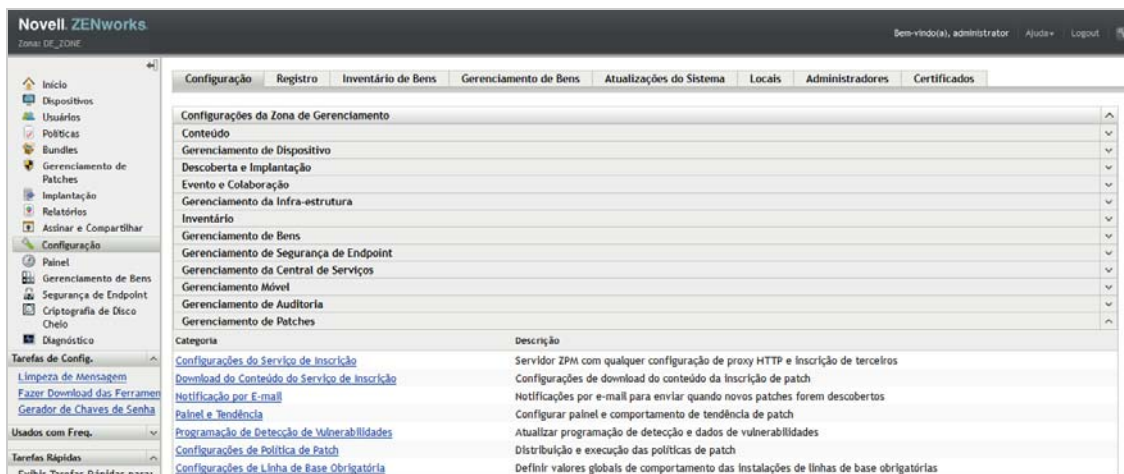 Novell. ZENworks.
Zona: DE_ZONE
Bem-vindo(a), administrator Ajuda Logout
Início
Dispositivos
Usuários
Políticas
Bundles
Gerenciamento de
Patches
Implantação
Relatórios
Assinar e Compartilhar
Configuração
Painel
Gerenciamento de Bens
Segurança de Endpoint
Criptografia de Disco
Cheio
Diagnóstico
Tarefas de Config.
Limpeza de Mensagem
Fazer Download das Ferramen
Gerador de Chaves de Senha
Usados com Freq.
Tarefas Rápidas
Exibir Tarefas Rápidas para:
Configuração Registro Inventário de Bens Gerenciamento de Bens Atualizações do Sistema Locais Administradores Certificados
Configurações da Zona de Gerenciamento
Conteúdo
Gerenciamento de Dispositivo
Descoberta e Implantação
Evento e Colaboração
Gerenciamento da Infra-estrutura
Inventário
Gerenciamento de Bens
Gerenciamento de Segurança de Endpoint
Gerenciamento da Central de Serviços
Gerenciamento Móvel
Gerenciamento de Auditoria
Gerenciamento de Patches
Categoria Descrição
Configurações do Serviço de Inscrição Servidor ZPM com qualquer configuração de proxy HTTP e inscrição de terceiros
Download do Conteúdo do Serviço de Inscrição Configurações de download do conteúdo da inscrição de patch
Notificação por E-mail Notificações por e-mail para enviar quando novos patches forem descobertos
Painel e Tendência Configurar painel e comportamento de tendência de patch
Programação de Detecção de Vulnerabilidades Atualizar programação de detecção e dados de vulnerabilidades
Configurações de Política de Patch Distribuição e execução das políticas de patch
Configurações de Linha de Base Obrigatória Definir valores globais de comportamento das instalações de linhas de base obrigatórias